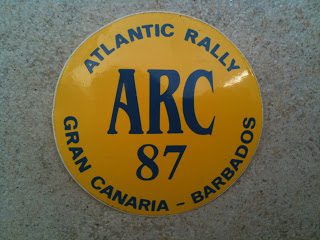 ATLANTIC RALLY
ARC
87
GRAN CANARIA - BARBADOS